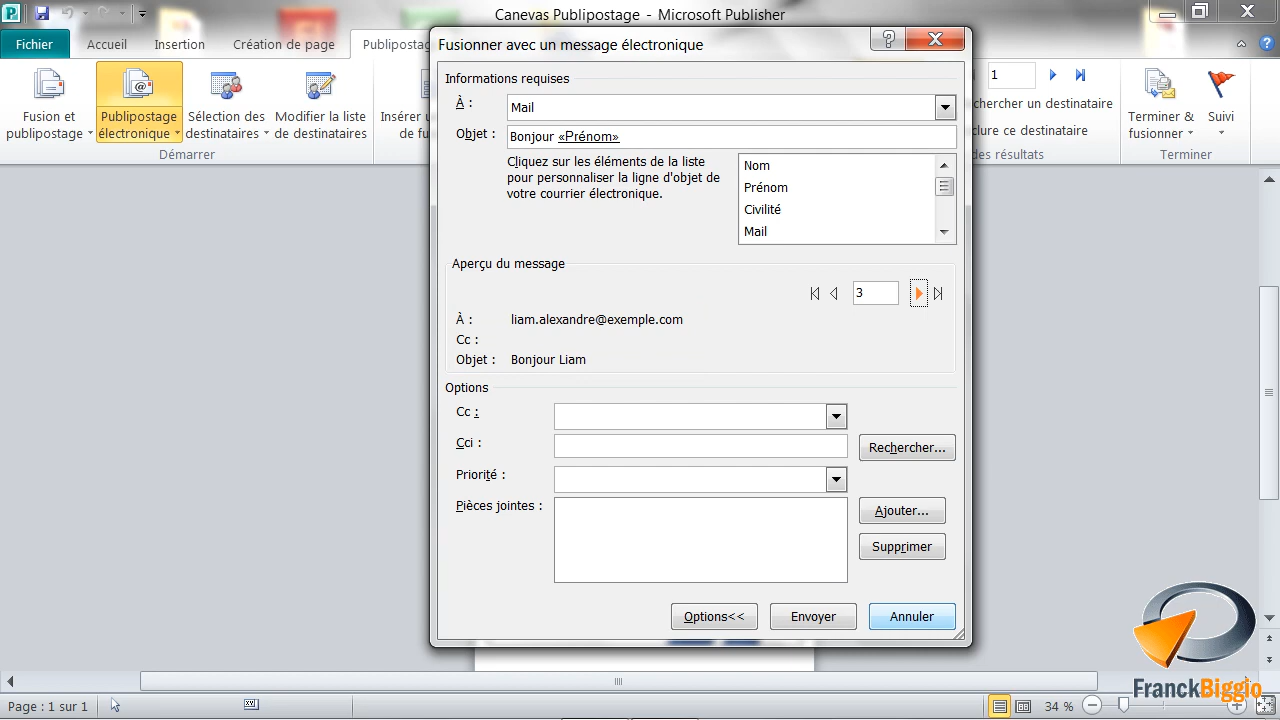 Canevas Publipostage - Microsoft Publisher
Fichier
Accueil
Insertion
Création de page
Publipostag
Fusion et
publipostage
Publipostage
électronique
Sélection des
destinataires
Modifier la liste
de destinataires
Insérer u
de fu
Démarrer
1
chercher un destinataire
clure ce destinataire
des résultats
Terminer &
fusionner
Suivi
Terminer
Fusionner avec un message électronique
Informations requises
À :
Mail
Objet :
Bonjour «Prénom»
Cliquez sur les éléments de la liste
pour personnaliser la ligne d'objet de
votre courrier électronique.
Nom
Prénom
Civilité
Mail
Aperçu du message
3
À :
liam.alexandre@exemple.com
Cc :
Objet :
Bonjour Liam
Options
Cc :
Cci :
Rechercher...
Priorité :
Pièces jointes :
Ajouter...
Supprimer
Options<<
Envoyer
Annuler
FranckBiggio
Page : 1 sur 1
34 %